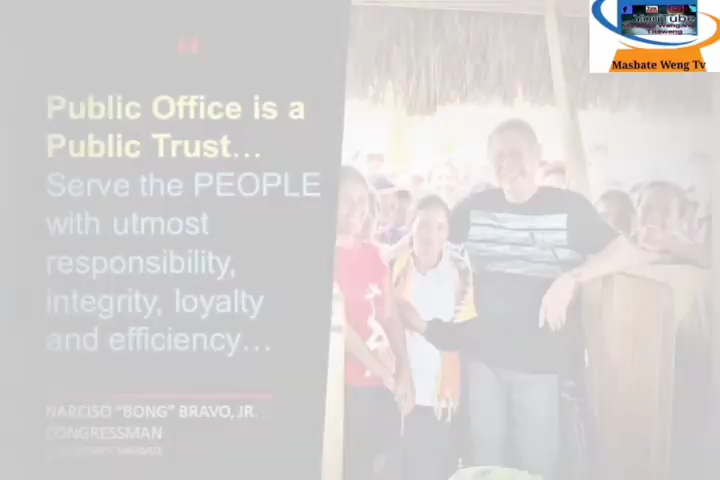 YouTube
Masbate Weng Tv
Public Office is a
Public Trust...
Serve the PEOPLE
with utmost
responsibility,
integrity, loyalty
and efficiency...
NARCISO "BONG" BRAVO, JR.
CONGRESSMAN